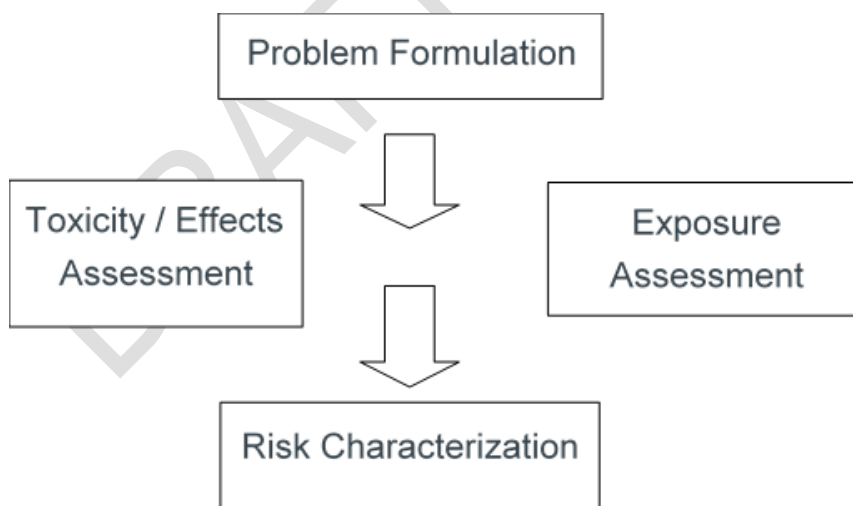 Problem Formulation
Toxicity / Effects
Assessment
Exposure
Assessment
Risk Characterization